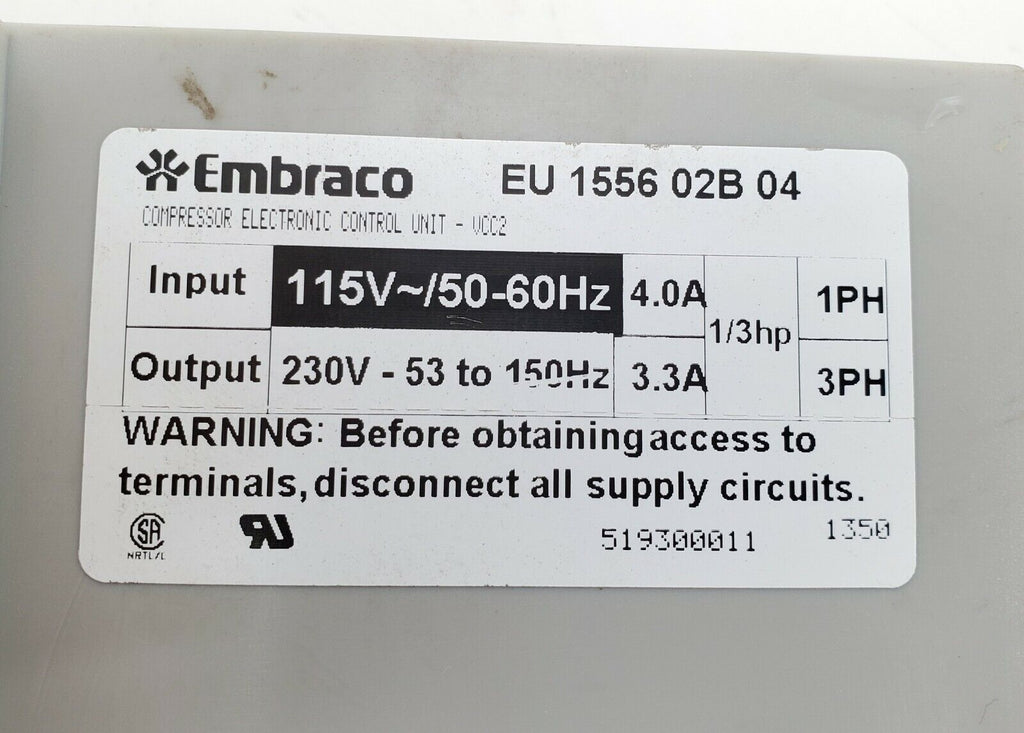 Embraco EU 1556 02B 04
COMPRESSOR ELECTRONIC CONTROL UNIT - VCC2
Input 115V~/50-60Hz 4.0A 1/3hp 1PH
Output 230V - 53 to 150Hz 3.3A 3PH
WARNING: Before obtaining access to
terminals, disconnect all supply circuits.
SA NRTL/L RU 519300011 1350